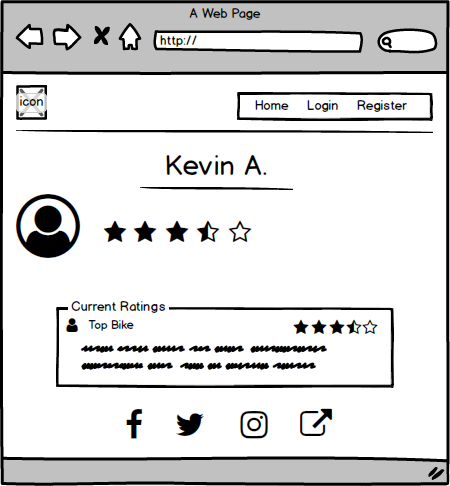 A Web Page
http://
icon
Home Login Register
Kevin A.
Current Ratings
Top Bike